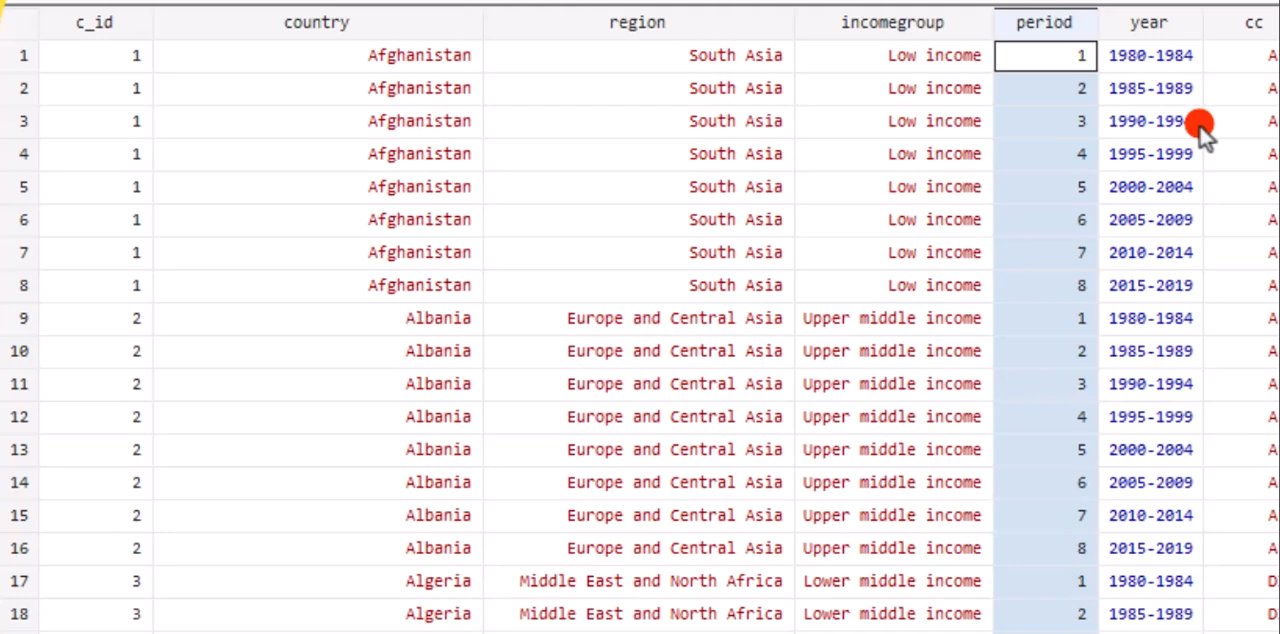 c_id country region incomegroup period year cc
1 1 Afghanistan South Asia Low income 1 1980-1984 A
2 1 Afghanistan South Asia Low income 2 1985-1989 A
3 1 Afghanistan South Asia Low income 3 1990-199 A
4 1 Afghanistan South Asia Low income 4 1995-1999 A
5 1 Afghanistan South Asia Low income 5 2000-2004 A
6 1 Afghanistan South Asia Low income 6 2005-2009 A
7 1 Afghanistan South Asia Low income 7 2010-2014 A
8 1 Afghanistan South Asia Low income 8 2015-2019 A
9 2 Albania Europe and Central Asia Upper middle income 1 1980-1984 A
10 2 Albania Europe and Central Asia Upper middle income 2 1985-1989 A
11 2 Albania Europe and Central Asia Upper middle income 3 1990-1994 A
12 2 Albania Europe and Central Asia Upper middle income 4 1995-1999 A
13 2 Albania Europe and Central Asia Upper middle income 5 2000-2004 A
14 2 Albania Europe and Central Asia Upper middle income 6 2005-2009 A
15 2 Albania Europe and Central Asia Upper middle income 7 2010-2014 A
16 2 Albania Europe and Central Asia Upper middle income 8 2015-2019 A
17 3 Algeria Middle East and North Africa Lower middle income 1 1980-1984 D
18 3 Algeria Middle East and North Africa Lower middle income 2 1985-1989 D